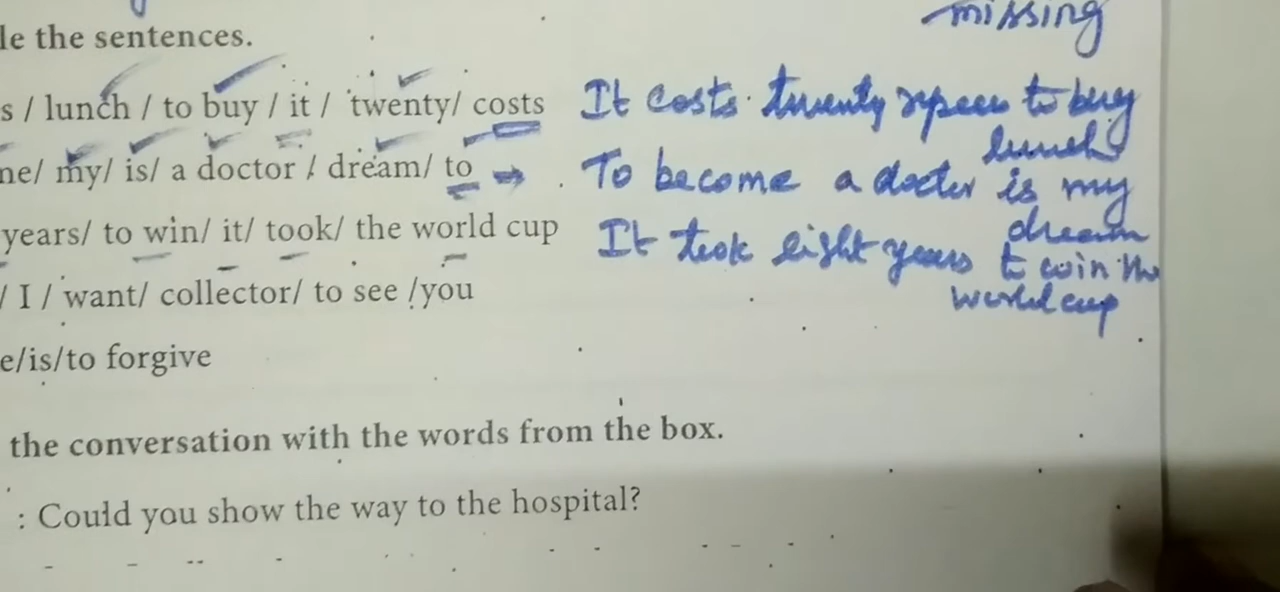 missing
le the sentences.
s / lunch / to buy / it / twenty/ costs It costs twenty rupees to buy
lunch
ne/ my/ is/ a doctor / dream/ to To become a docter is my
dream
years/ to win/ it/ took/ the world cup It took eight years to win the
world cup
/ I / want/ collector/ to see /you
e/is/to forgive
the conversation with the words from the box.
: Could you show the way to the hospital?